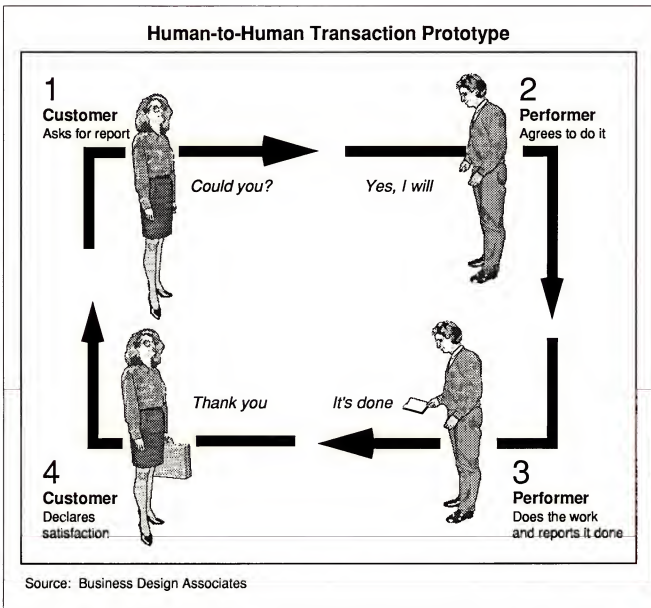 Human-to-Human Transaction Prototype
1
Customer
Asks for report
Could you?
Yes, I will
2
Performer
Agrees to do it
3
Performer
Does the work
and reports it done
It's done
Thank you
4
Customer
Declares
satisfaction
Source: Business Design Associates